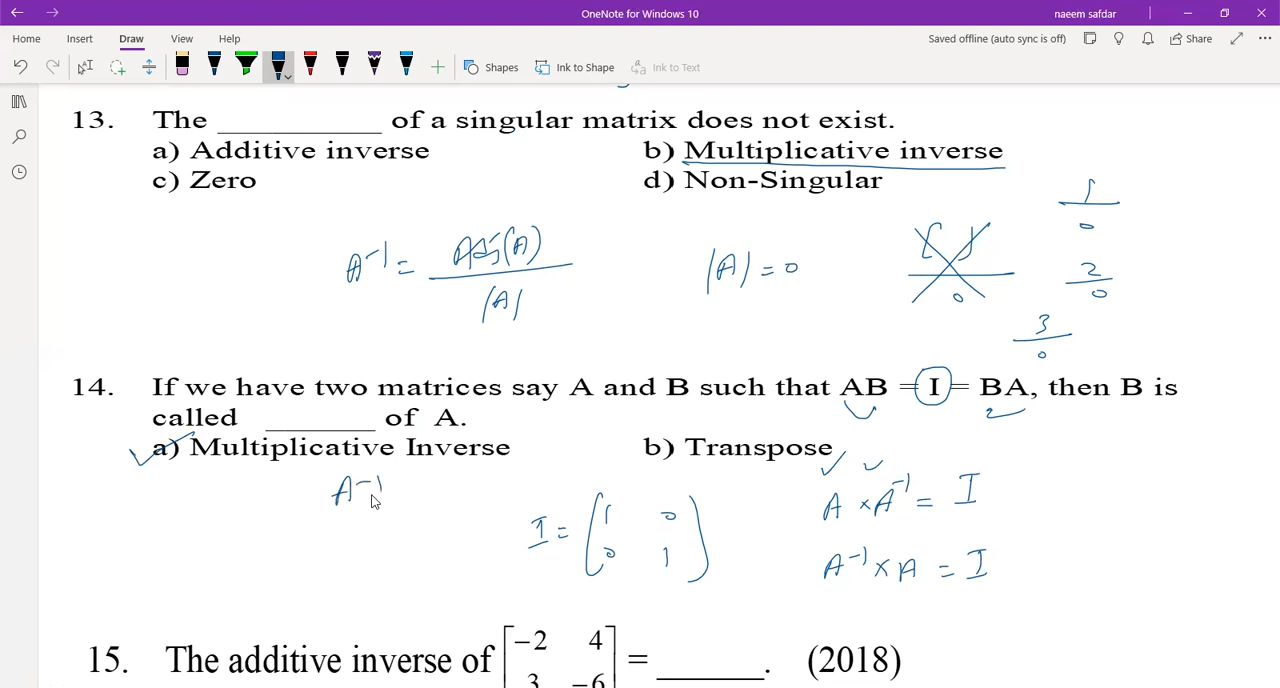 OneNote for Windows 10
naeem safdar
Home Insert Draw View Help
Saved offline (auto sync is off)
Share
Shapes
Ink to Shape
Ink to Text
13. The ____________ of a singular matrix does not exist.
a) Additive inverse b) Multiplicative inverse
c) Zero d) Non-Singular
A⁻¹ = Adj(A) / |A|
|A| = 0
0
1/0
2/0
3/0
14. If we have two matrices say A and B such that AB = I = BA, then B is
called ________ of A.
a) Multiplicative Inverse b) Transpose
A⁻¹
I = [1 0
0 1]
A × A⁻¹ = I
A⁻¹ × A = I
15. The additive inverse of [-2 4 = ______. (2018)
3 -6]